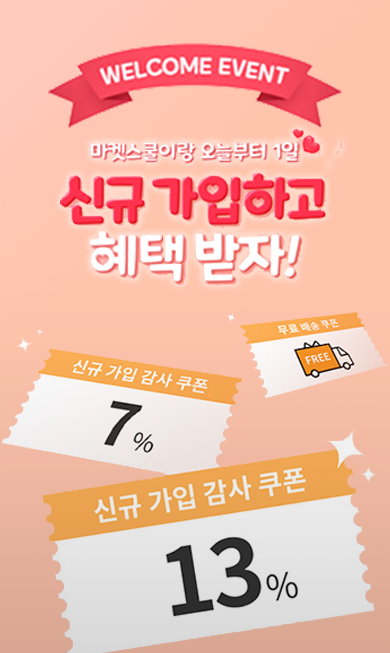 WELCOME EVENT
마켓스쿨이랑 오늘부터 1일
신규 가입하고
혜택 받자!
무료 배송 쿠폰
FREE
신규 가입 감사 쿠폰
7%
신규 가입 감사 쿠폰
13%